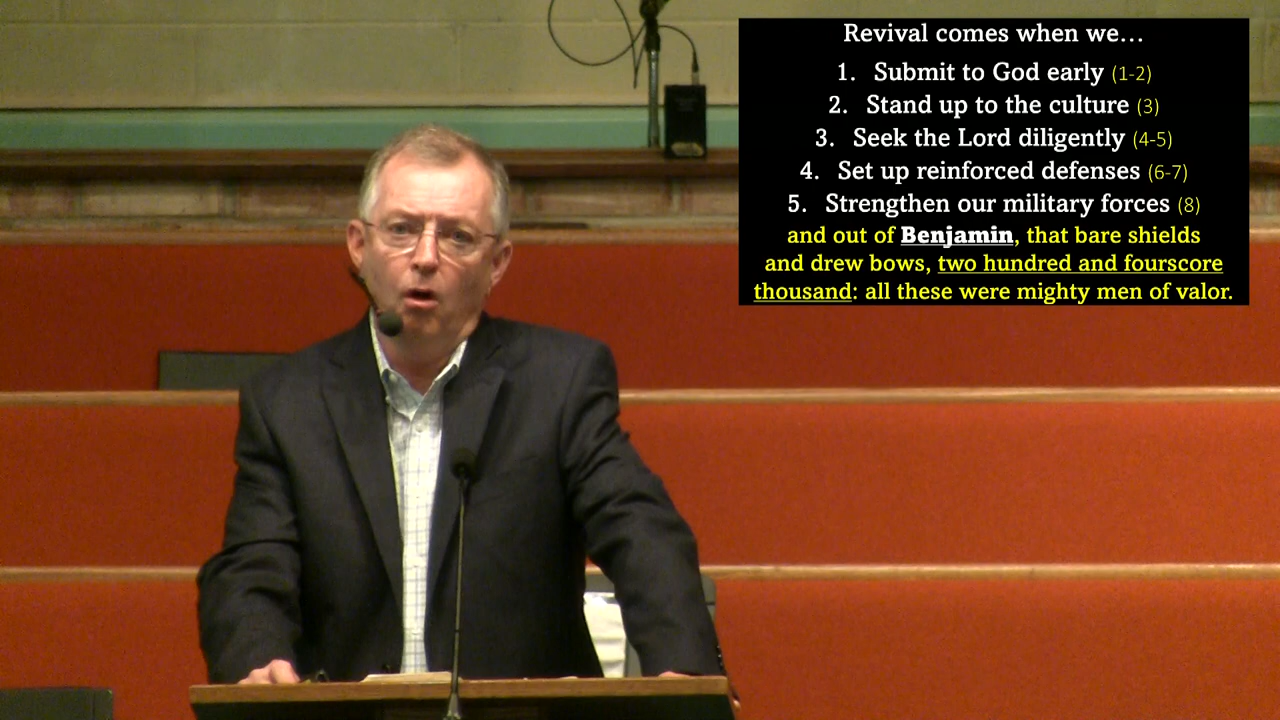 Revival comes when we…
1. Submit to God early (1-2)
2. Stand up to the culture (3)
3. Seek the Lord diligently (4-5)
4. Set up reinforced defenses (6-7)
5. Strengthen our military forces (8)
and out of Benjamin, that bare shields
and drew bows, two hundred and fourscore
thousand: all these were mighty men of valor.